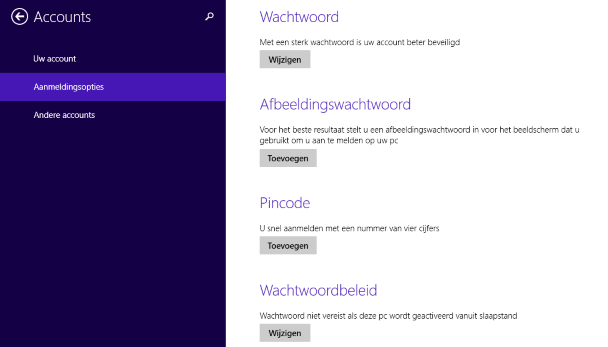 Accounts
Uw account
Aanmeldingsopties
Andere accounts
Wachtwoord
Met een sterk wachtwoord is uw account beter beveiligd
Wijzigen
Afbeeldingswachtwoord
Voor het beste resultaat stelt u een afbeeldingswachtwoord in voor het beeldscherm dat u
gebruikt om u aan te melden op uw pc
Toevoegen
Pincode
U snel aanmelden met een nummer van vier cijfers
Toevoegen
Wachtwoordbeleid
Wachtwoord niet vereist als deze pc wordt geactiveerd vanuit slaapstand
Wijzigen